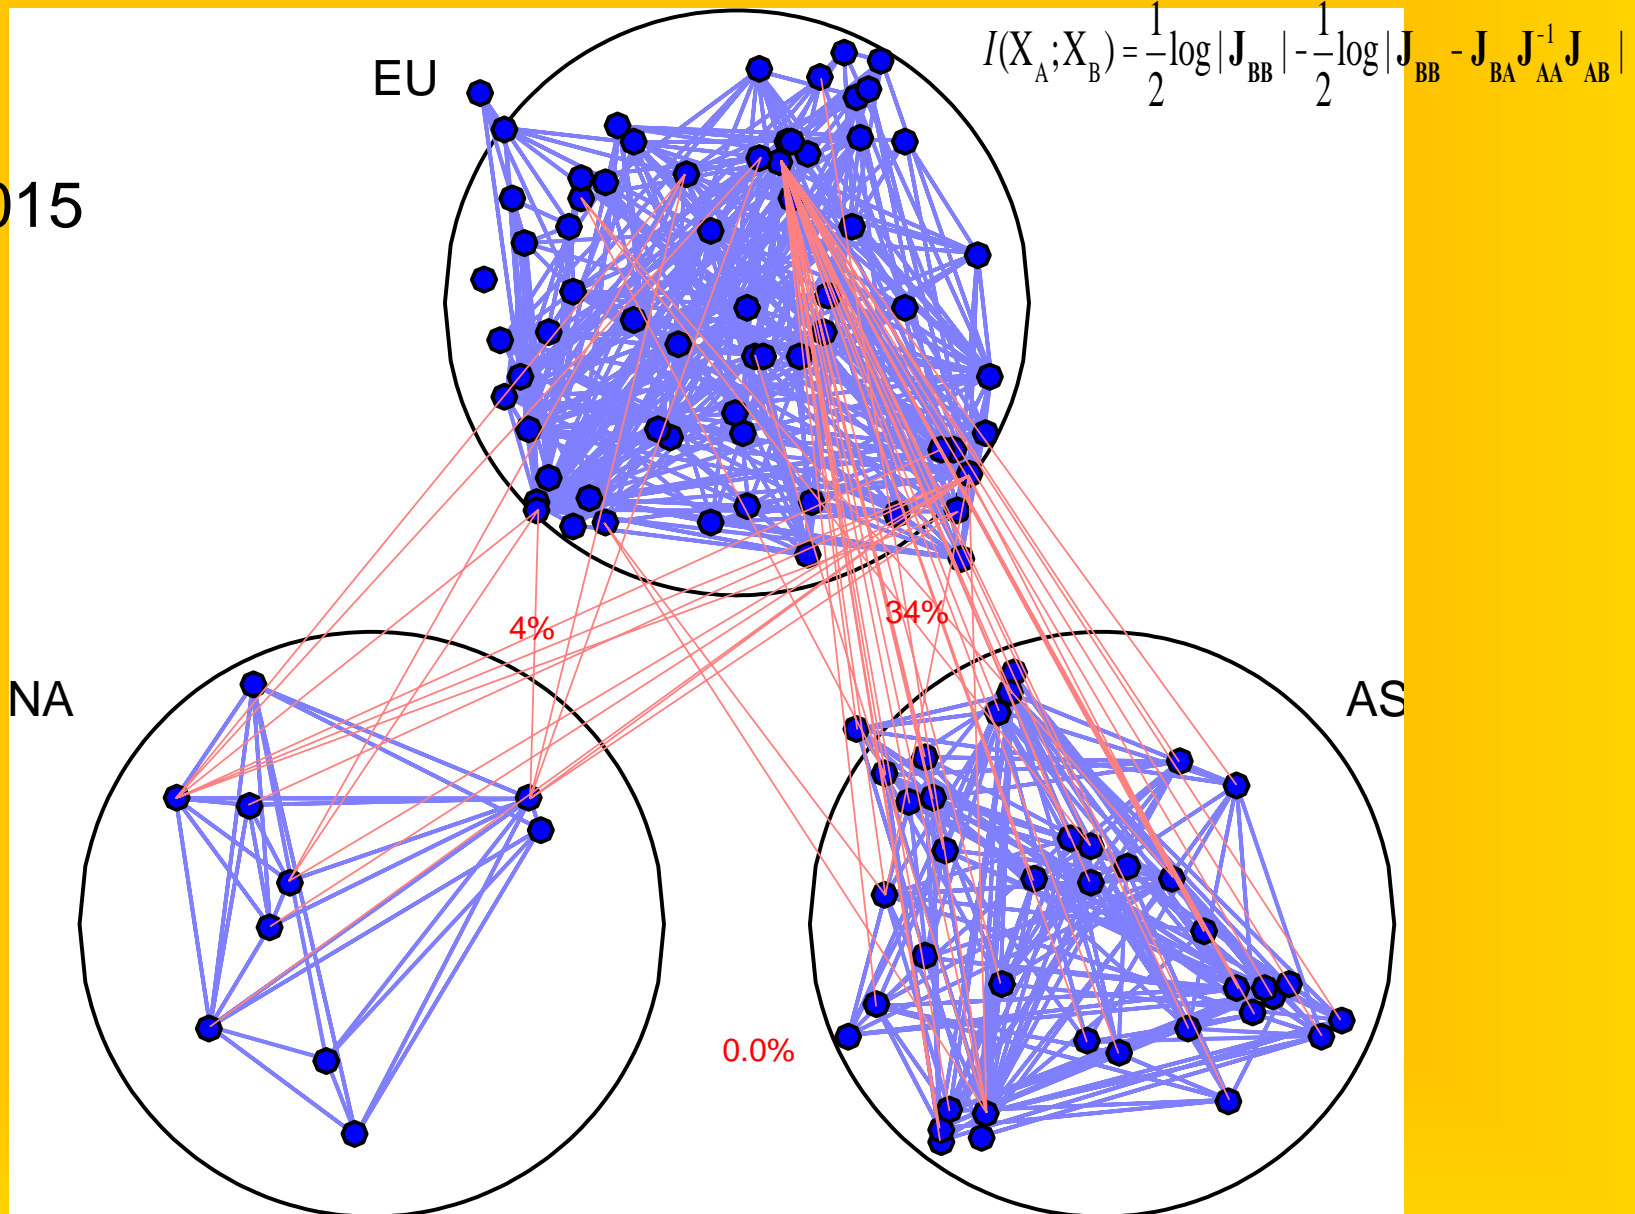 I(X_A;X_B) = 1/2 log | J_BB | - 1/2 log | J_BB - J_BA J_AA^-1 J_AB |
EU
015
4%
34%
NA
AS
0.0%